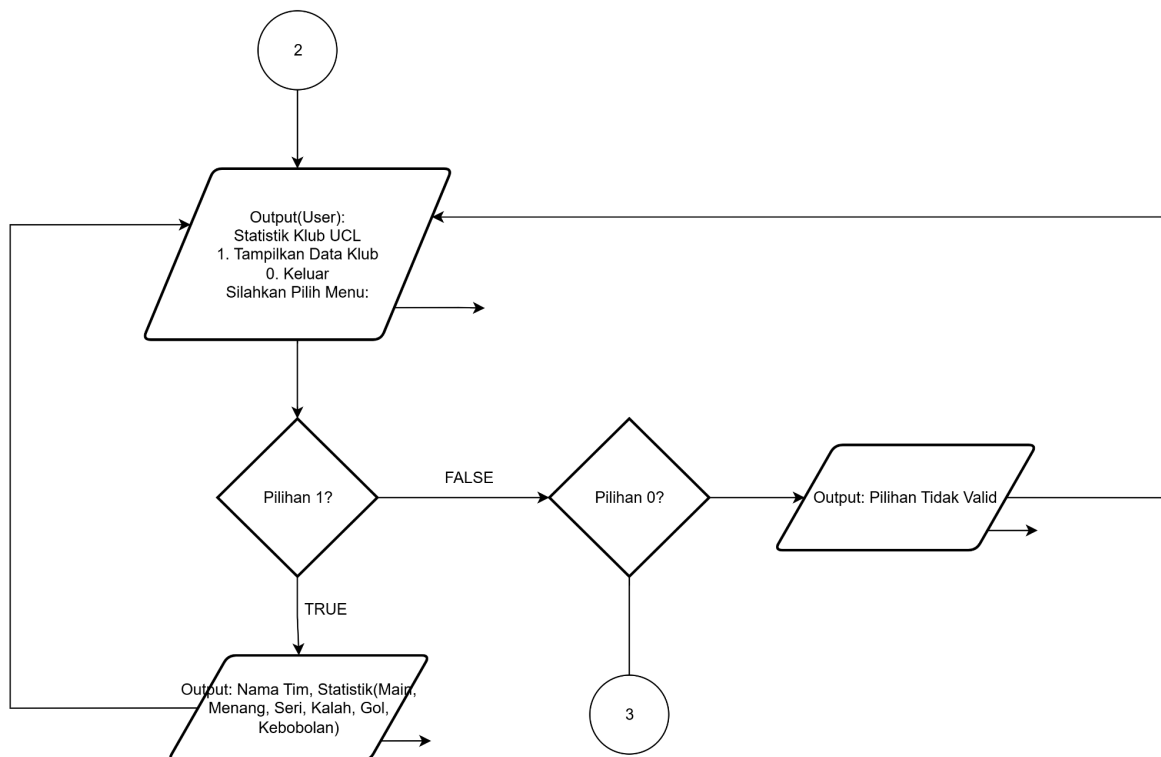 2
Output(User):
Statistik Klub UCL
1. Tampilkan Data Klub
0. Keluar
Silahkan Pilih Menu:
Pilihan 1?
FALSE
Pilihan 0?
Output: Pilihan Tidak Valid
TRUE
Output: Nama Tim, Statistik(Main,
Menang, Seri, Kalah, Gol,
Kebobolan)
3